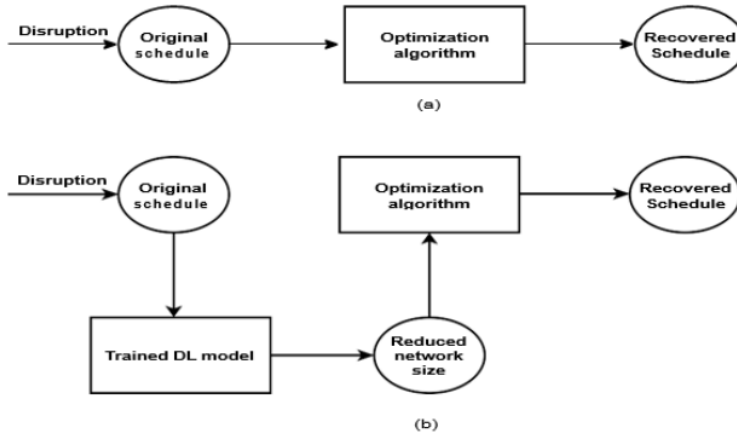 Disruption
Original
schedule
Optimization
algorithm
Recovered
Schedule
(a)
Disruption
Original
schedule
Optimization
algorithm
Recovered
Schedule
Trained DL model
Reduced
network
size
(b)